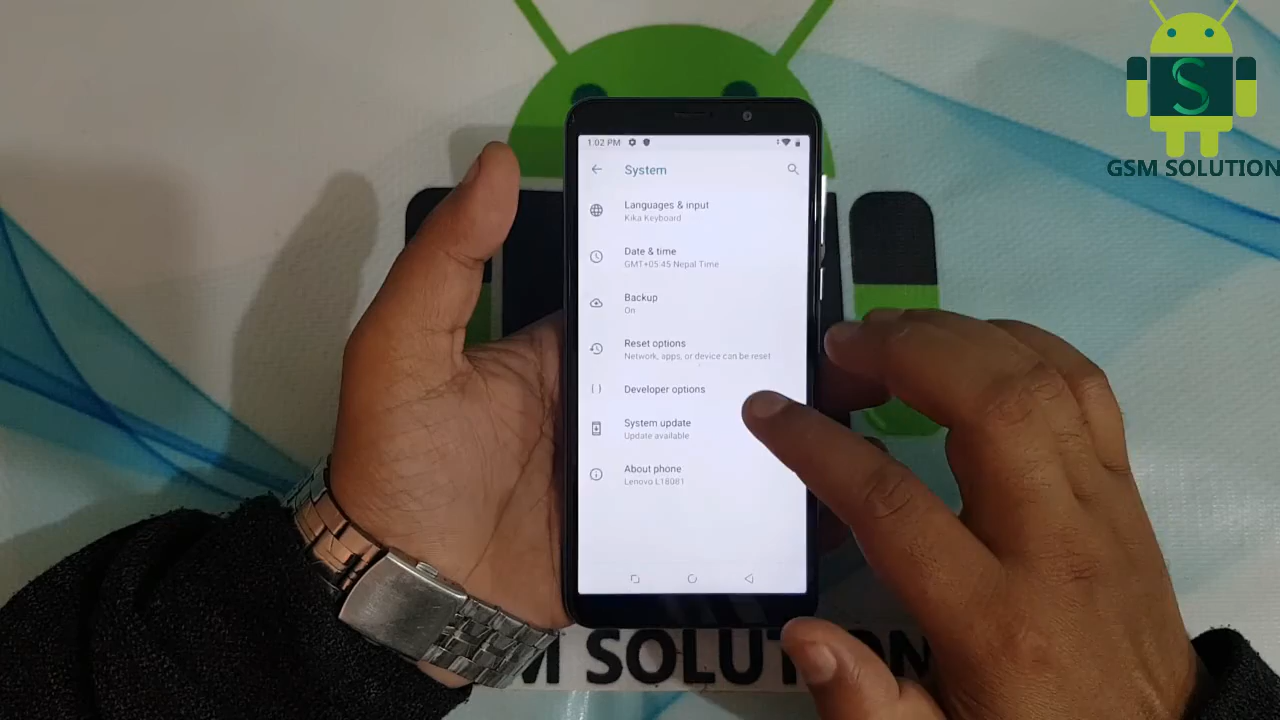 S
GSM SOLUTION
1:02 PM
System
Languages & input
Kika Keyboard
Date & time
GMT+05:45 Nepal Time
Backup
On
Reset options
Network, apps, or device can be reset
Developer options
System update
Update available
About phone
Lenovo L18081
M SOLUTION